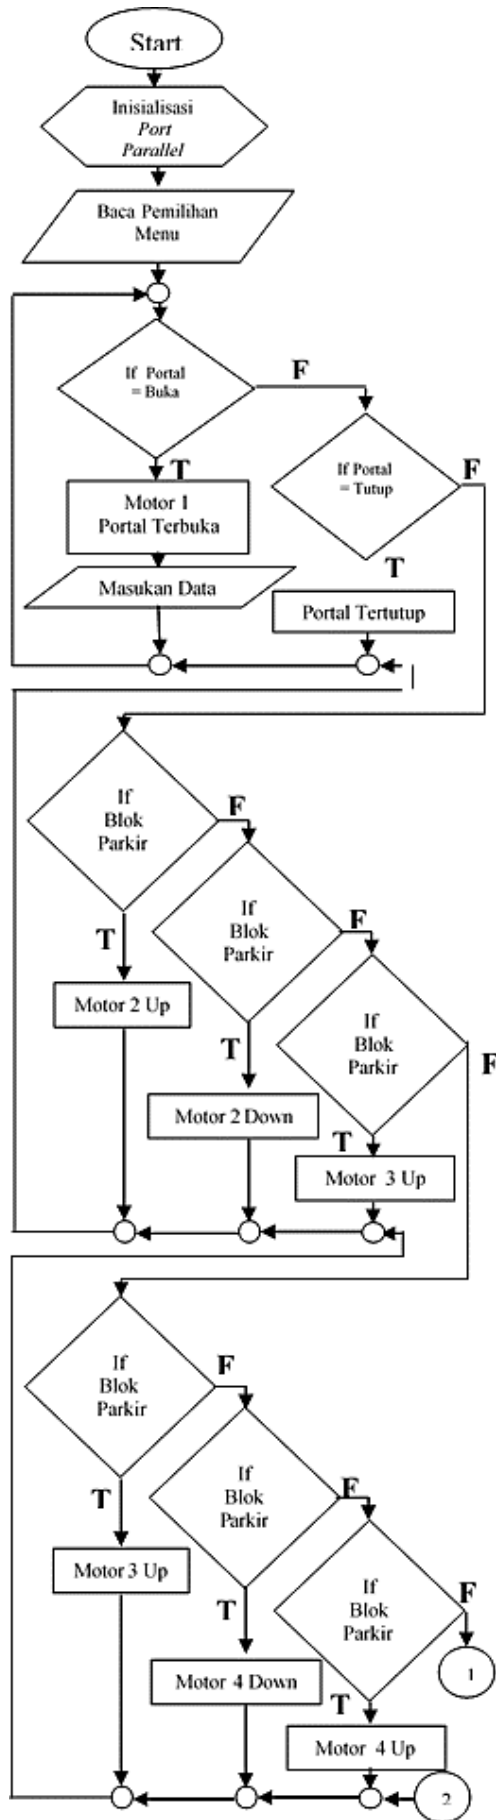 Start
Inisialisasi
Port
Parallel
Baca Pemilihan
Menu
If Portal
= Buka
F
T
If Portal
= Tutup
F
Motor 1
Portal Terbuka
T
Masukan Data
Portal Tertutup
If
Blok
Parkir
F
If
Blok
Parkir
F
T
Motor 2 Up
If
Blok
Parkir
F
T
Motor 2 Down
T
Motor 3 Up
If
Blok
Parkir
F
If
Blok
Parkir
F
T
Motor 3 Up
If
Blok
Parkir
F
T
1
Motor 4 Down
T
Motor 4 Up
2